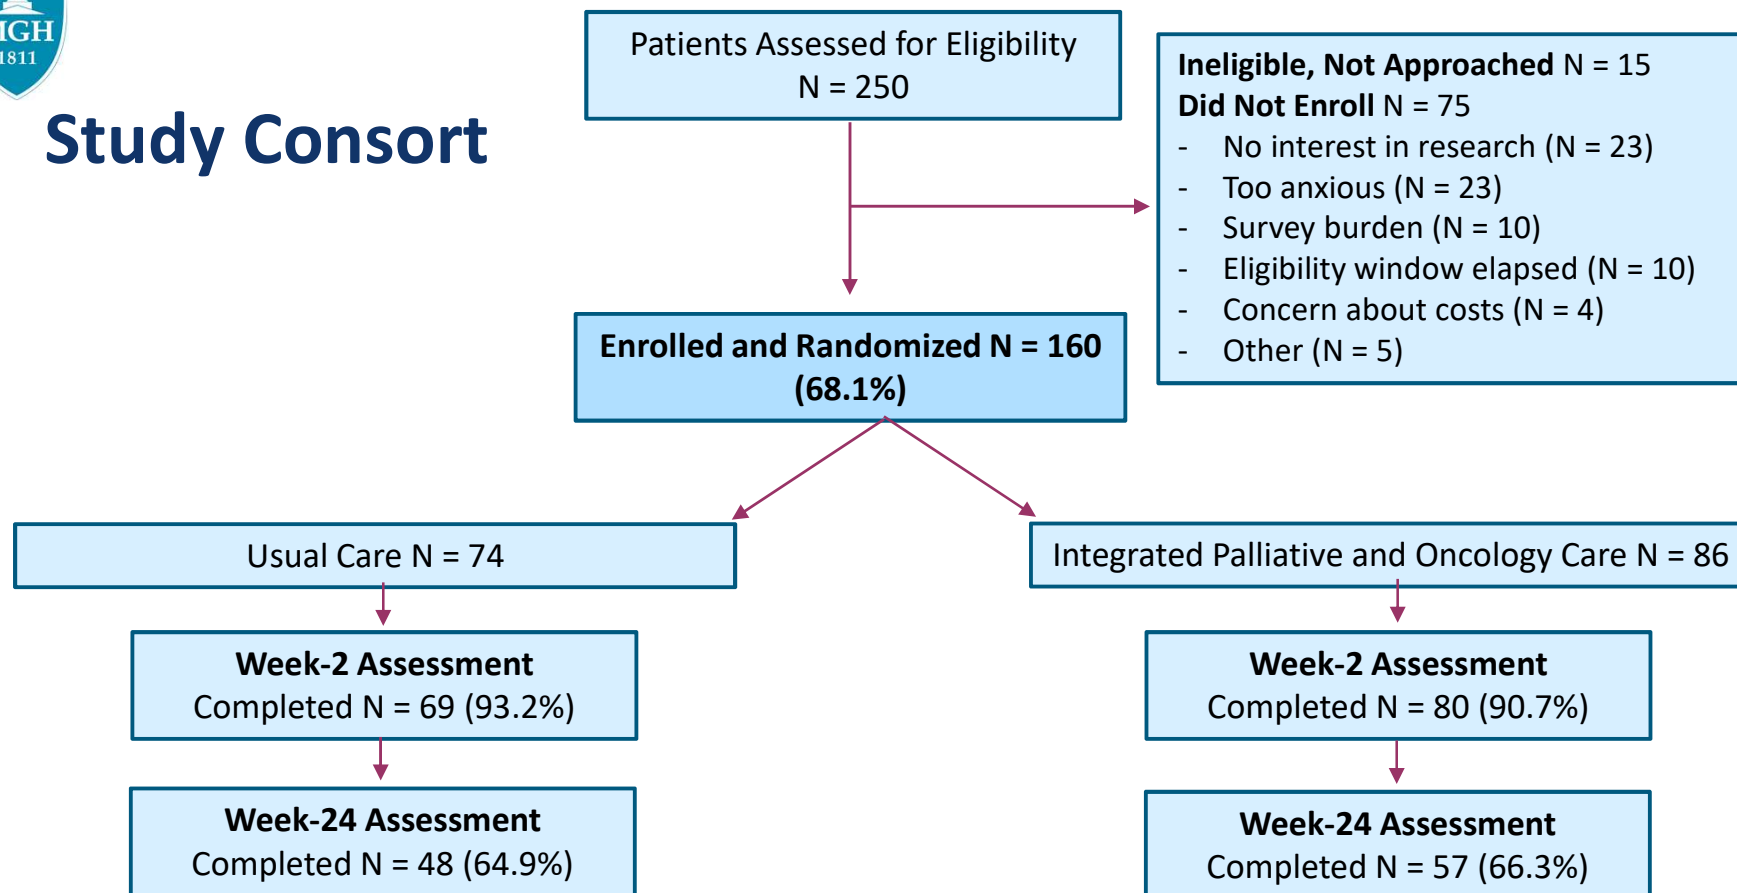 MGH
1811
Study Consort
Patients Assessed for Eligibility
N = 250
Ineligible, Not Approached N = 15
Did Not Enroll N = 75
- No interest in research (N = 23)
- Too anxious (N = 23)
- Survey burden (N = 10)
- Eligibility window elapsed (N = 10)
- Concern about costs (N = 4)
- Other (N = 5)
Enrolled and Randomized N = 160
(68.1%)
Usual Care N = 74
Integrated Palliative and Oncology Care N = 86
Week-2 Assessment
Completed N = 69 (93.2%)
Week-2 Assessment
Completed N = 80 (90.7%)
Week-24 Assessment
Completed N = 48 (64.9%)
Week-24 Assessment
Completed N = 57 (66.3%)